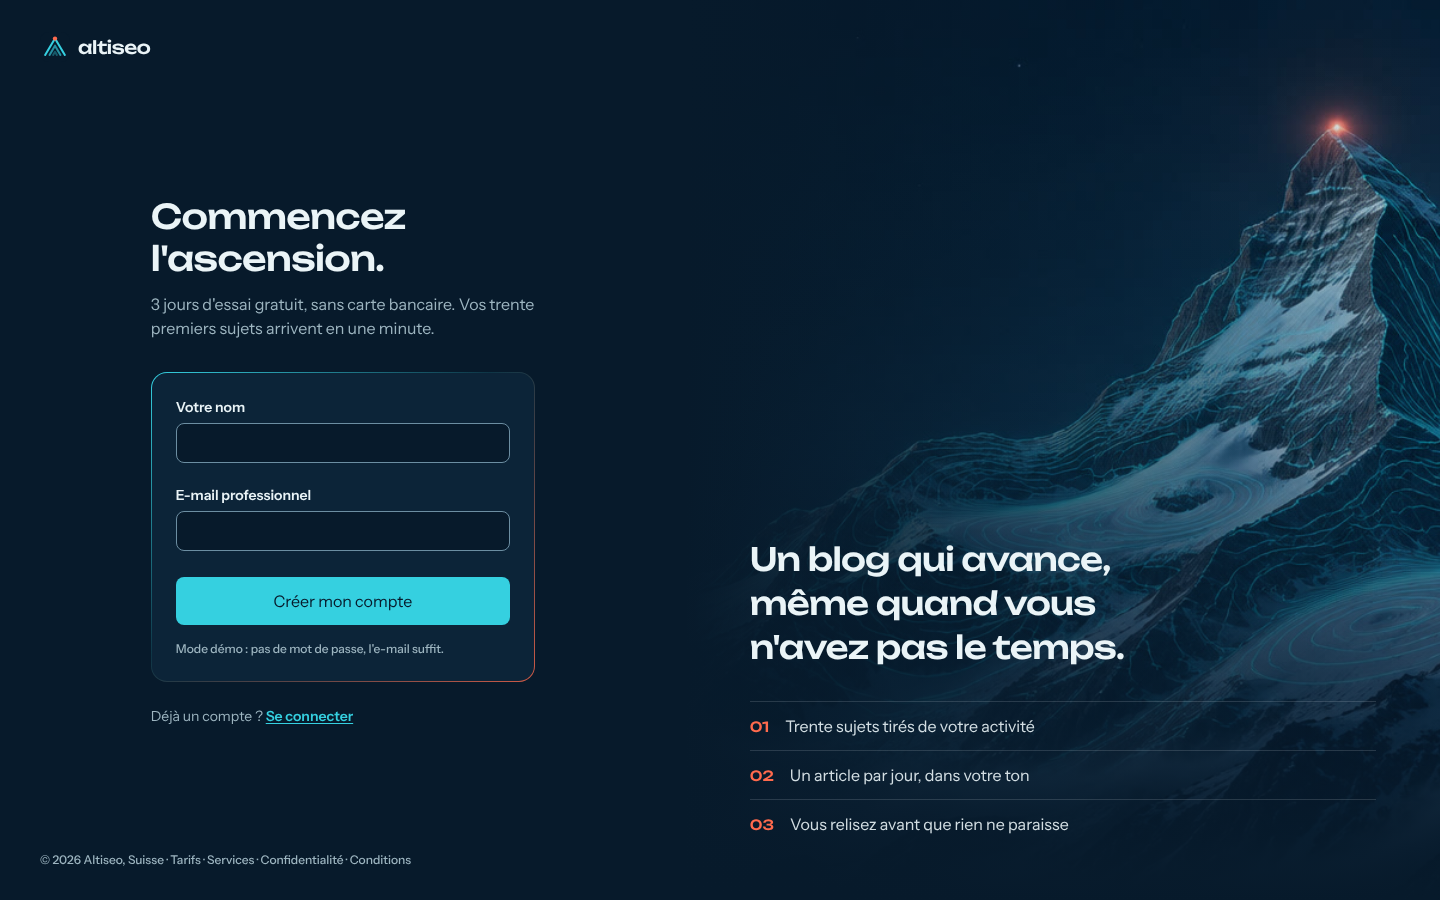 altiseo
Commencez
l'ascension.
3 jours d'essai gratuit, sans carte bancaire. Vos trente
premiers sujets arrivent en une minute.
Votre nom
E-mail professionnel
Créer mon compte
Mode démo : pas de mot de passe, l'e-mail suffit.
Déjà un compte ? Se connecter
Un blog qui avance,
même quand vous
n'avez pas le temps.
01 Trente sujets tirés de votre activité
02 Un article par jour, dans votre ton
03 Vous relisez avant que rien ne paraisse
© 2026 Altiseo, Suisse · Tarifs · Services · Confidentialité · Conditions